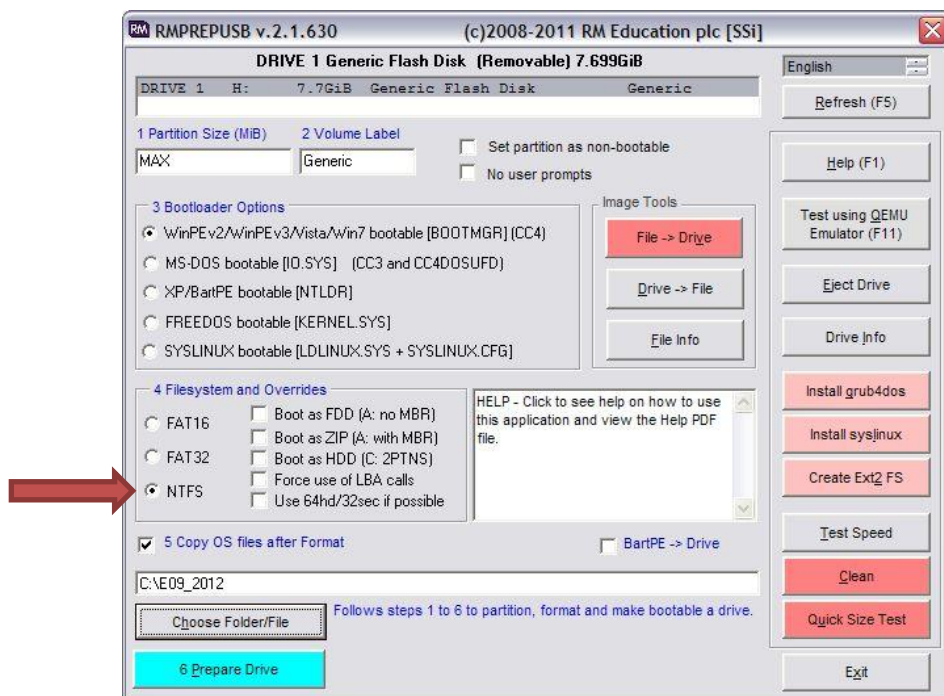 RM RMPREPUSB v.2.1.630 (c)2008-2011 RM Education plc [SSi]
DRIVE 1 Generic Flash Disk (Removable) 7.699GiB
DRIVE 1 H: 7.7GiB Generic Flash Disk Generic
English
Refresh (F5)
1 Partition Size (MiB) 2 Volume Label
MAX Generic
Set partition as non-bootable
No user prompts
Help (F1)
3 Bootloader Options
WinPEv2/WinPEv3/Vista/Win7 bootable [BOOTMGR] (CC4)
MS-DOS bootable [IO.SYS] (CC3 and CC4DOSUFD)
XP/BartPE bootable [NTLDR]
FREEDOS bootable [KERNEL.SYS]
SYSLINUX bootable [LDLINUX.SYS + SYSLINUX.CFG]
Image Tools
File -> Drive
Drive -> File
File Info
Test using QEMU
Emulator (F11)
Eject Drive
Drive Info
4 Filesystem and Overrides
FAT16
FAT32
NTFS
Boot as FDD (A: no MBR)
Boot as ZIP (A: with MBR)
Boot as HDD (C: 2PTNS)
Force use of LBA calls
Use 64hd/32sec if possible
HELP - Click to see help on how to use
this application and view the Help PDF
file.
Install grub4dos
Install syslinux
Create Ext2 FS
5 Copy OS files after Format
BartPE -> Drive
Test Speed
C:\E09_2012
Clean
Choose Folder/File
Follows steps 1 to 6 to partition, format and make bootable a drive.
Quick Size Test
6 Prepare Drive
Exit